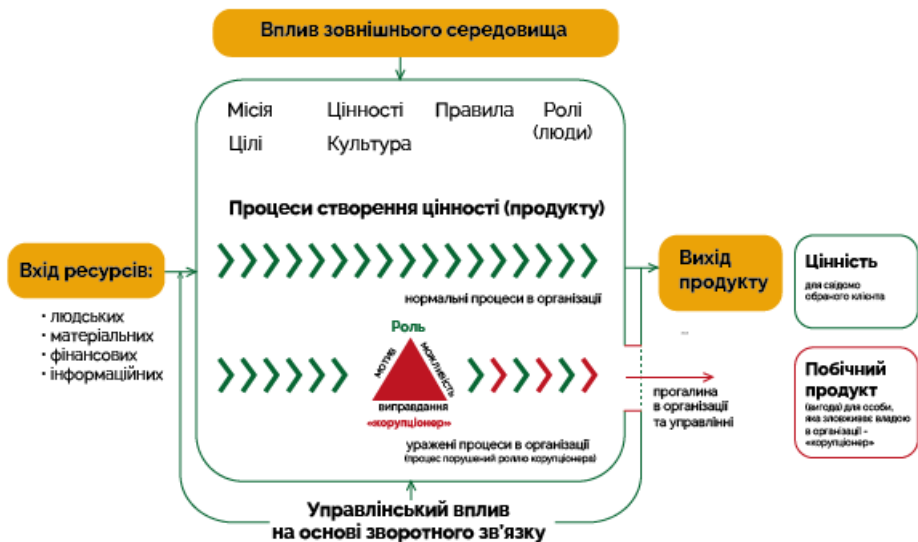 Вплив зовнішнього середовища
Місія
Цінності
Правила
Ролі
(люди)
Цілі
Культура
Процеси створення цінності (продукту)
Вхід ресурсів:
• людських
• матеріальних
• фінансових
• інформаційних
нормальні процеси в організації
Вихід
продукту
Цінність
для свідомо
обраного клієнта
Роль
мотив
можливість
виправдання
«корупціонер»
уражені процеси в організації
(процес порушений роллю корупціонера)
прогалина
в організації
та управлінні
Побічний
продукт
(вигода) для особи,
яка зловживає владою
в організації –
«корупціонер»
Управлінський вплив
на основі зворотного зв'язку